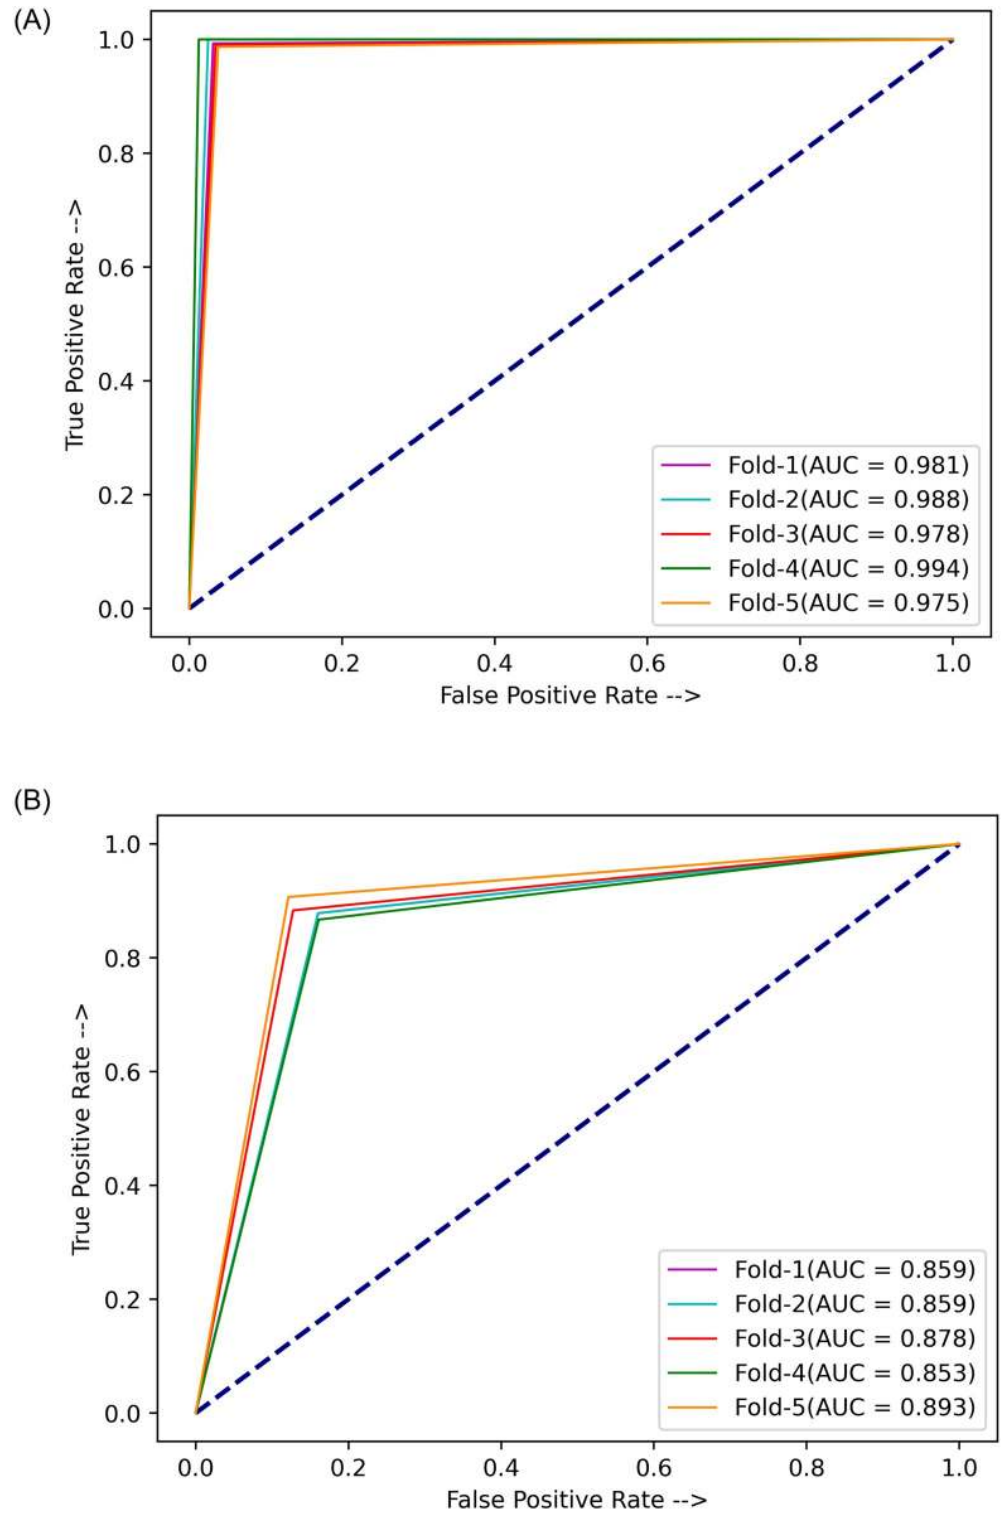 (A)
1.0
0.8
0.6
0.4
0.2
0.0
True Positive Rate -->
Fold-1(AUC = 0.981)
Fold-2(AUC = 0.988)
Fold-3(AUC = 0.978)
Fold-4(AUC = 0.994)
Fold-5(AUC = 0.975)
0.0 0.2 0.4 0.6 0.8 1.0
False Positive Rate -->
(B)
1.0
0.8
0.6
0.4
0.2
0.0
True Positive Rate -->
Fold-1(AUC = 0.859)
Fold-2(AUC = 0.859)
Fold-3(AUC = 0.878)
Fold-4(AUC = 0.853)
Fold-5(AUC = 0.893)
0.0 0.2 0.4 0.6 0.8 1.0
False Positive Rate -->